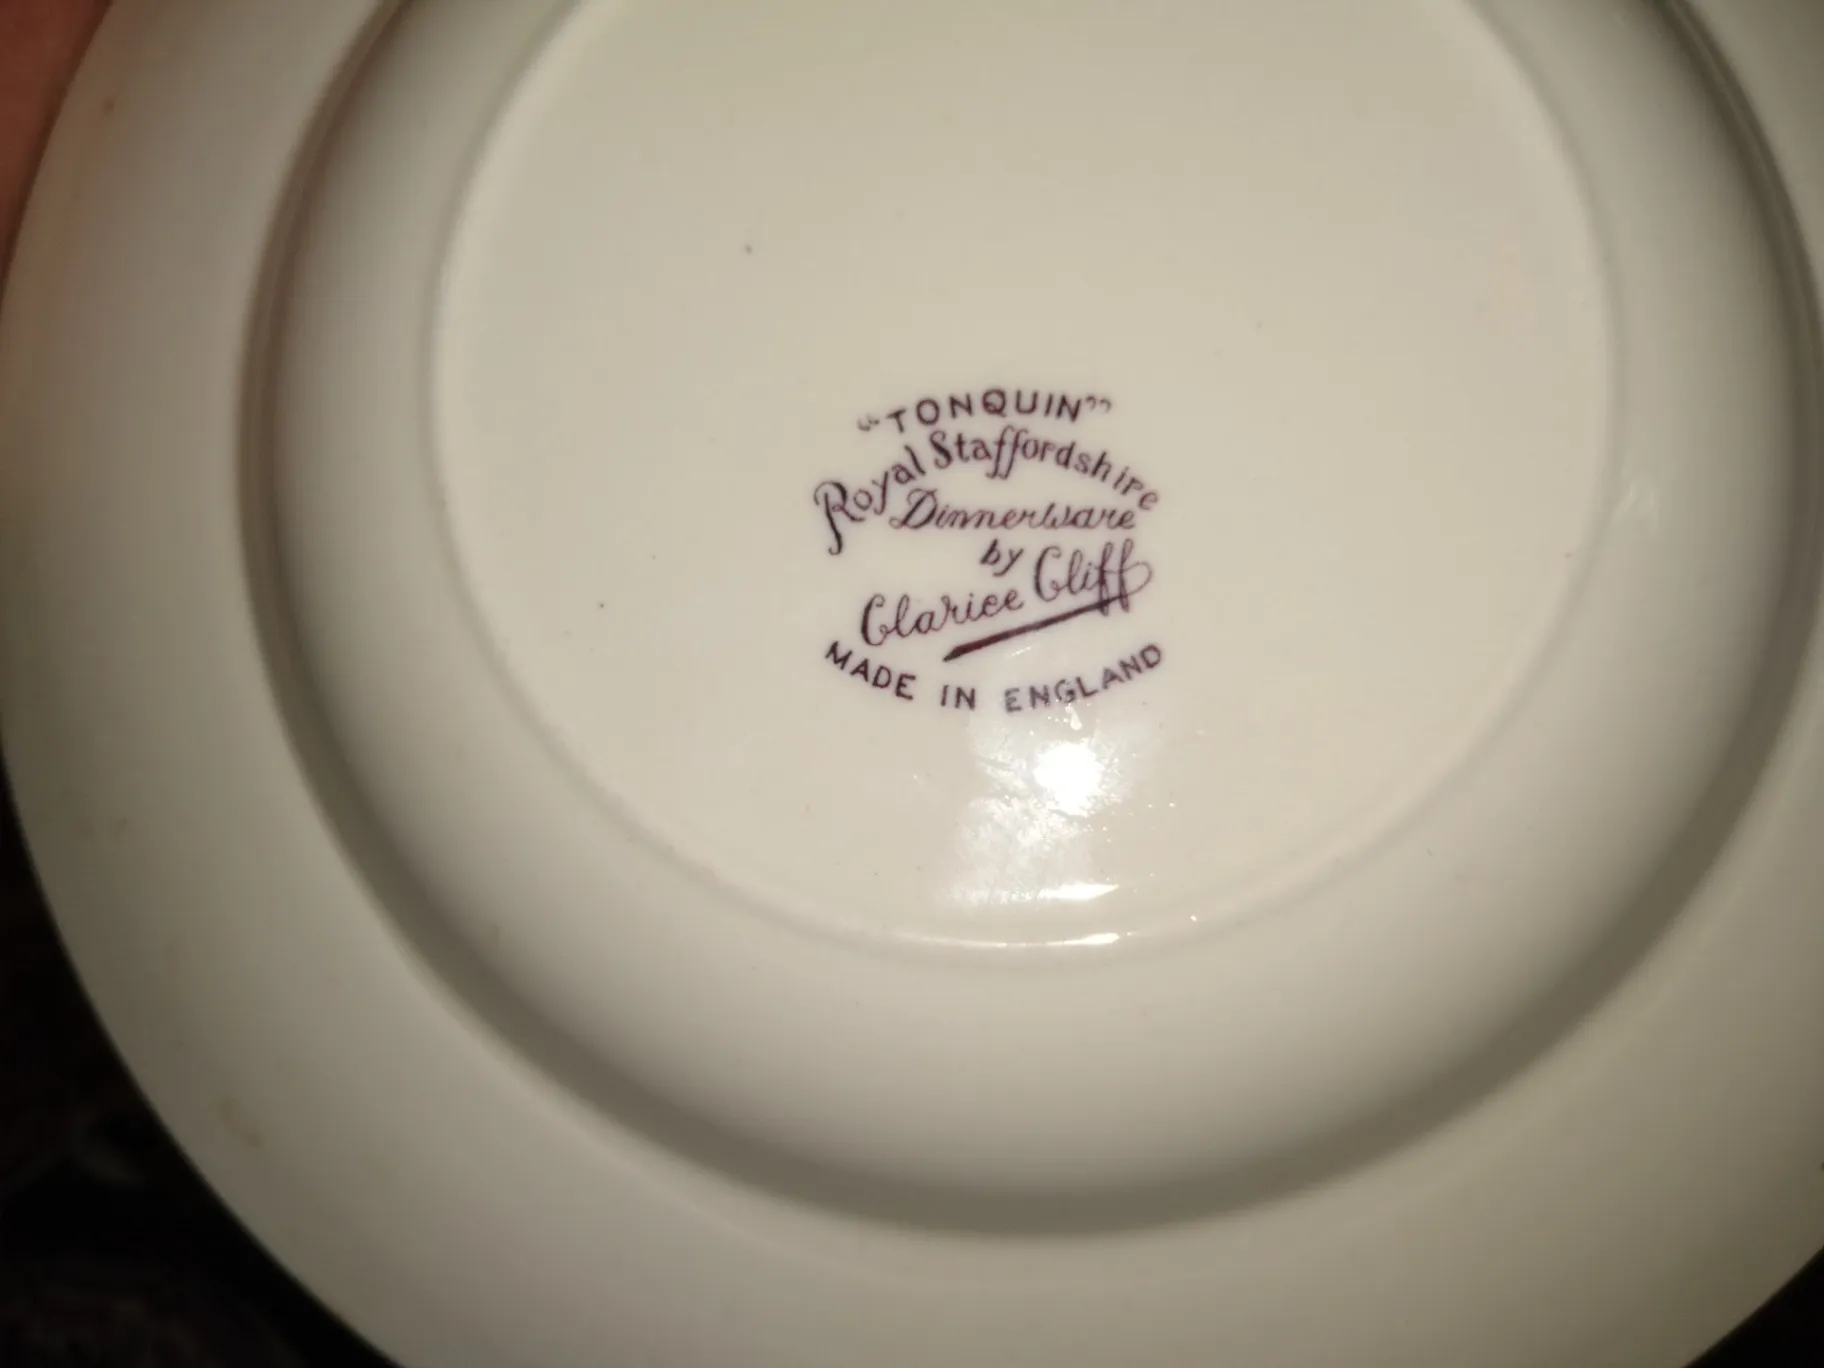 “TONQUIN”
Royal Staffordshire
Dinnerware
by
Clarice Cliff
MADE IN ENGLAND